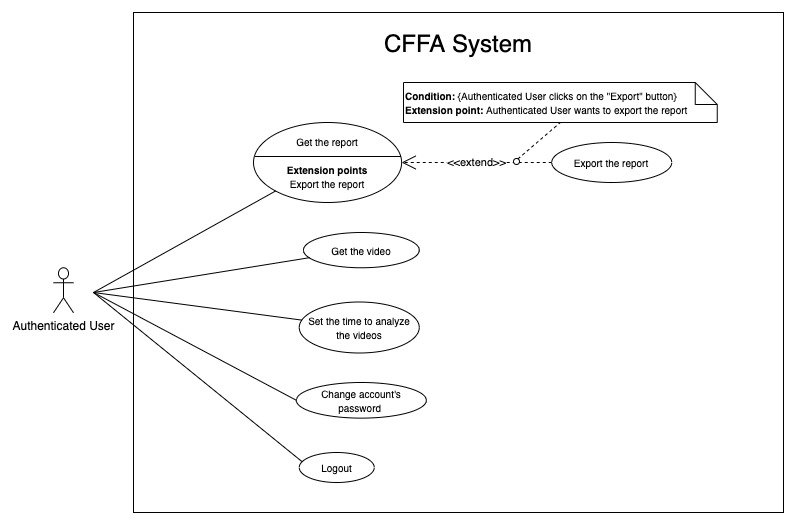 CFFA System
Condition: {Authenticated User clicks on the "Export" button}
Extension point: Authenticated User wants to export the report
Get the report
Extension points
Export the report
<<extend>>
Export the report
Get the video
Set the time to analyze
the videos
Authenticated User
Change account's
password
Logout